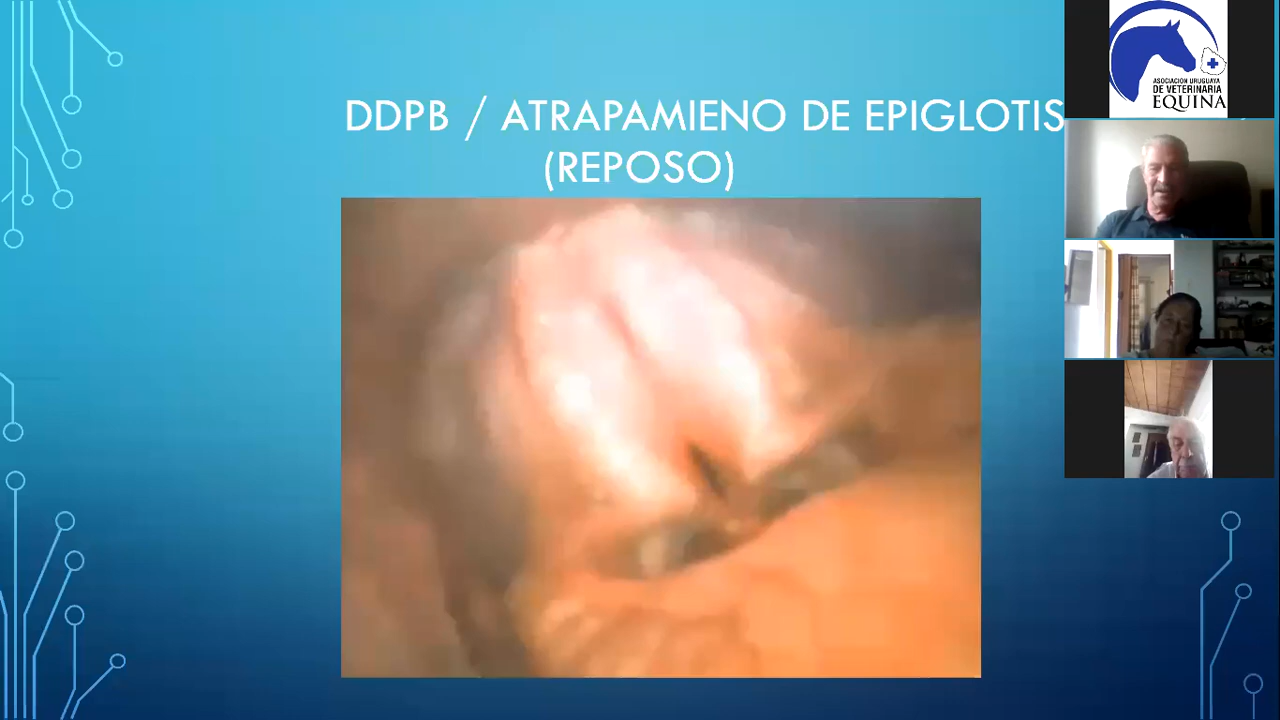 DDPB / ATRAPAMIENO DE EPIGLOTIS
(REPOSO)
ASOCIACION URUGUAYA
DE VETERINARIA
EQUINA